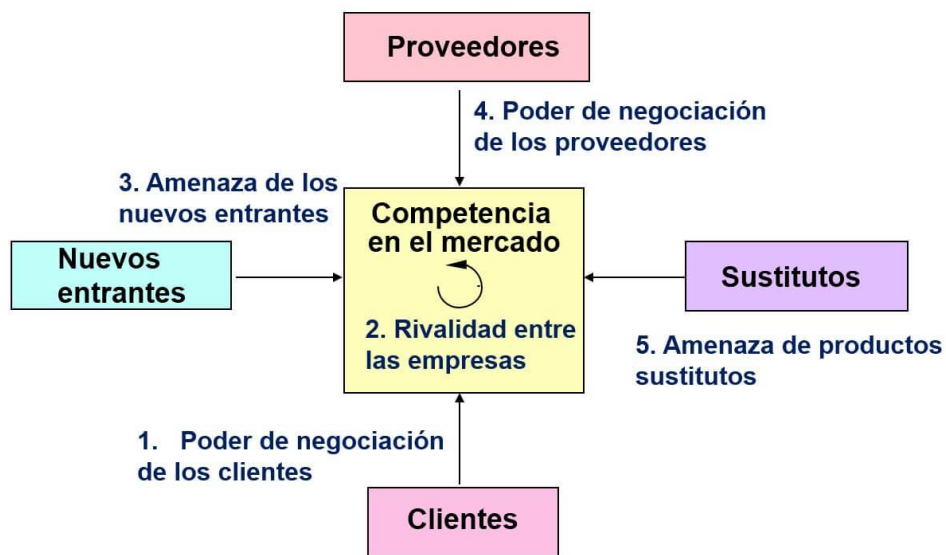 Proveedores
4. Poder de negociación
de los proveedores
3. Amenaza de los
nuevos entrantes
Competencia
en el mercado
Nuevos
entrantes
Sustitutos
2. Rivalidad entre
las empresas
5. Amenaza de productos
sustitutos
1. Poder de negociación
de los clientes
Clientes